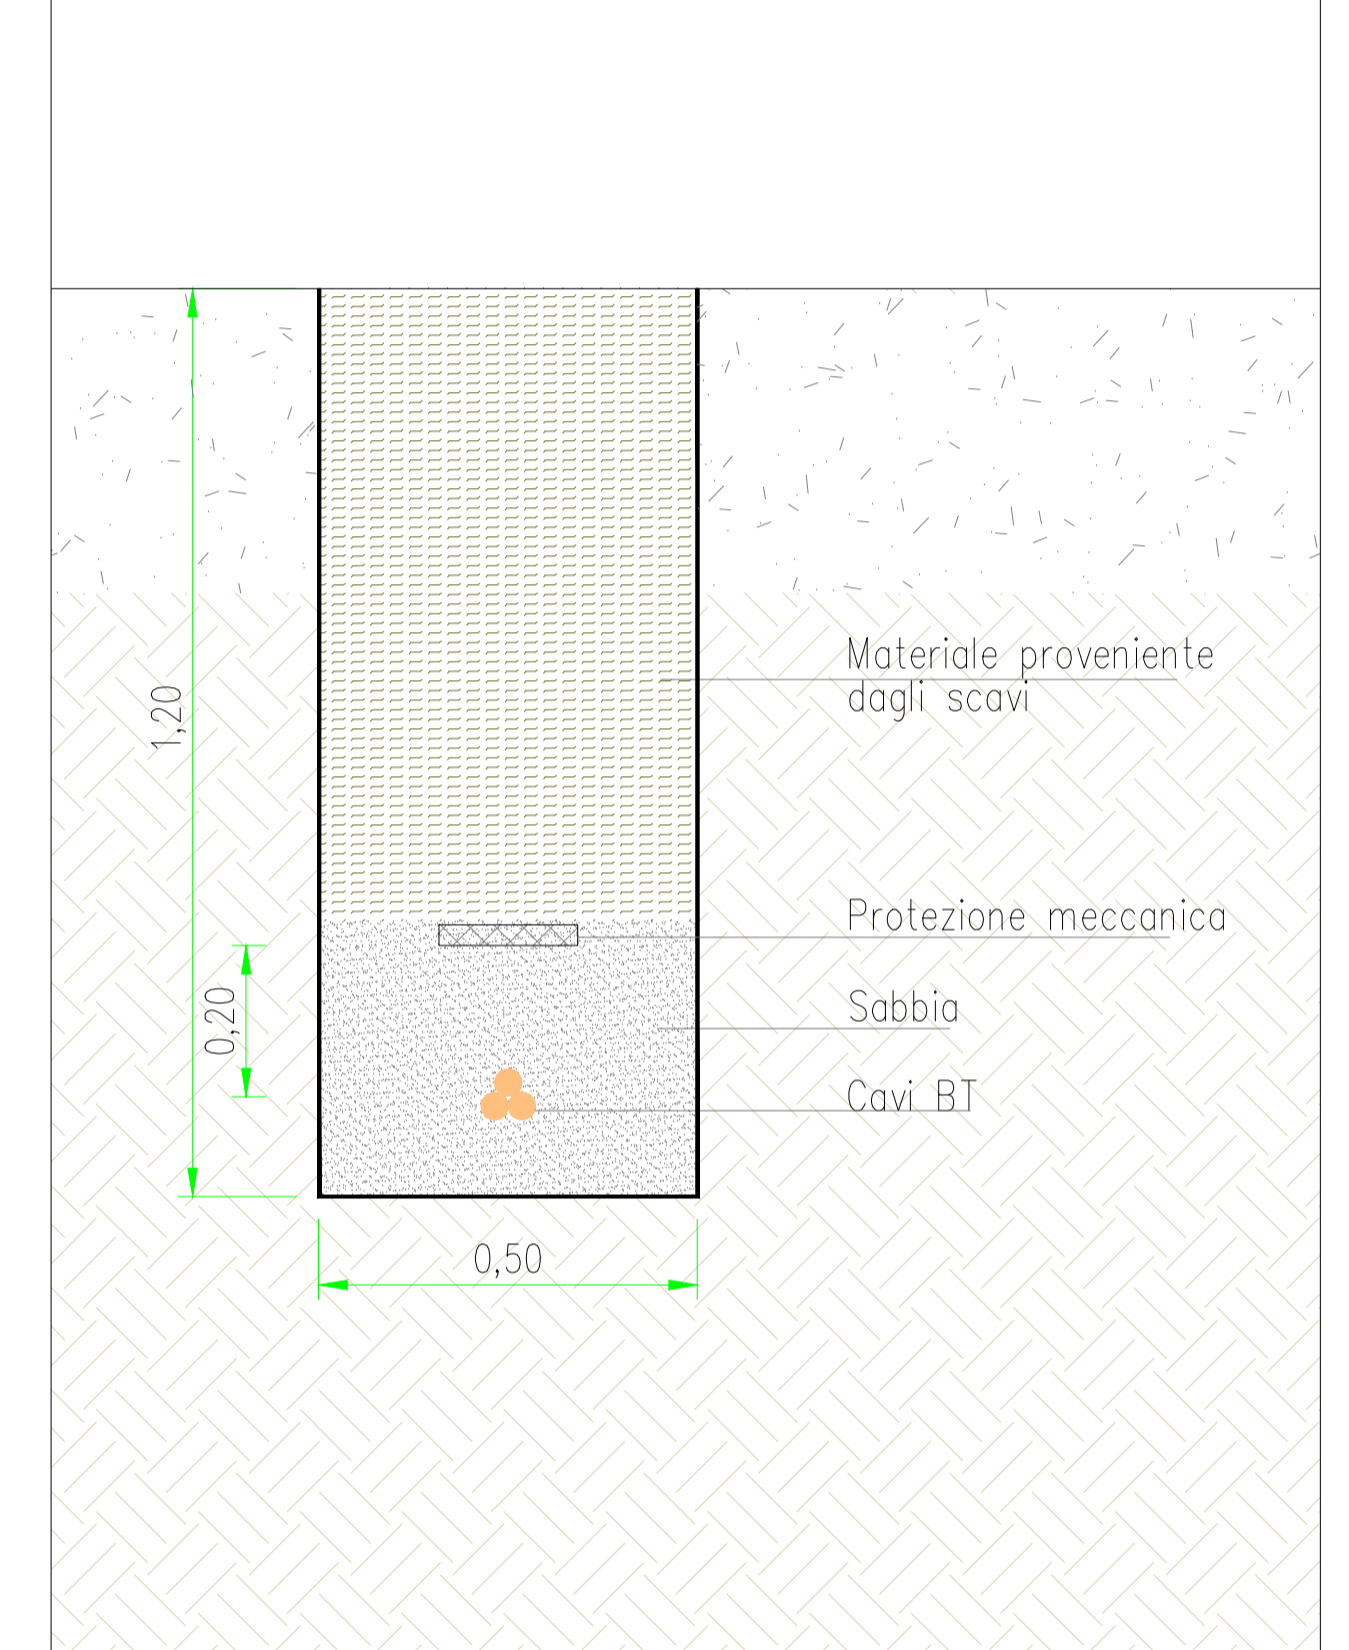 Materiale proveniente
dagli scavi
1,20
Protezione meccanica
0,20
Sabbia
Cavi BT
0,50